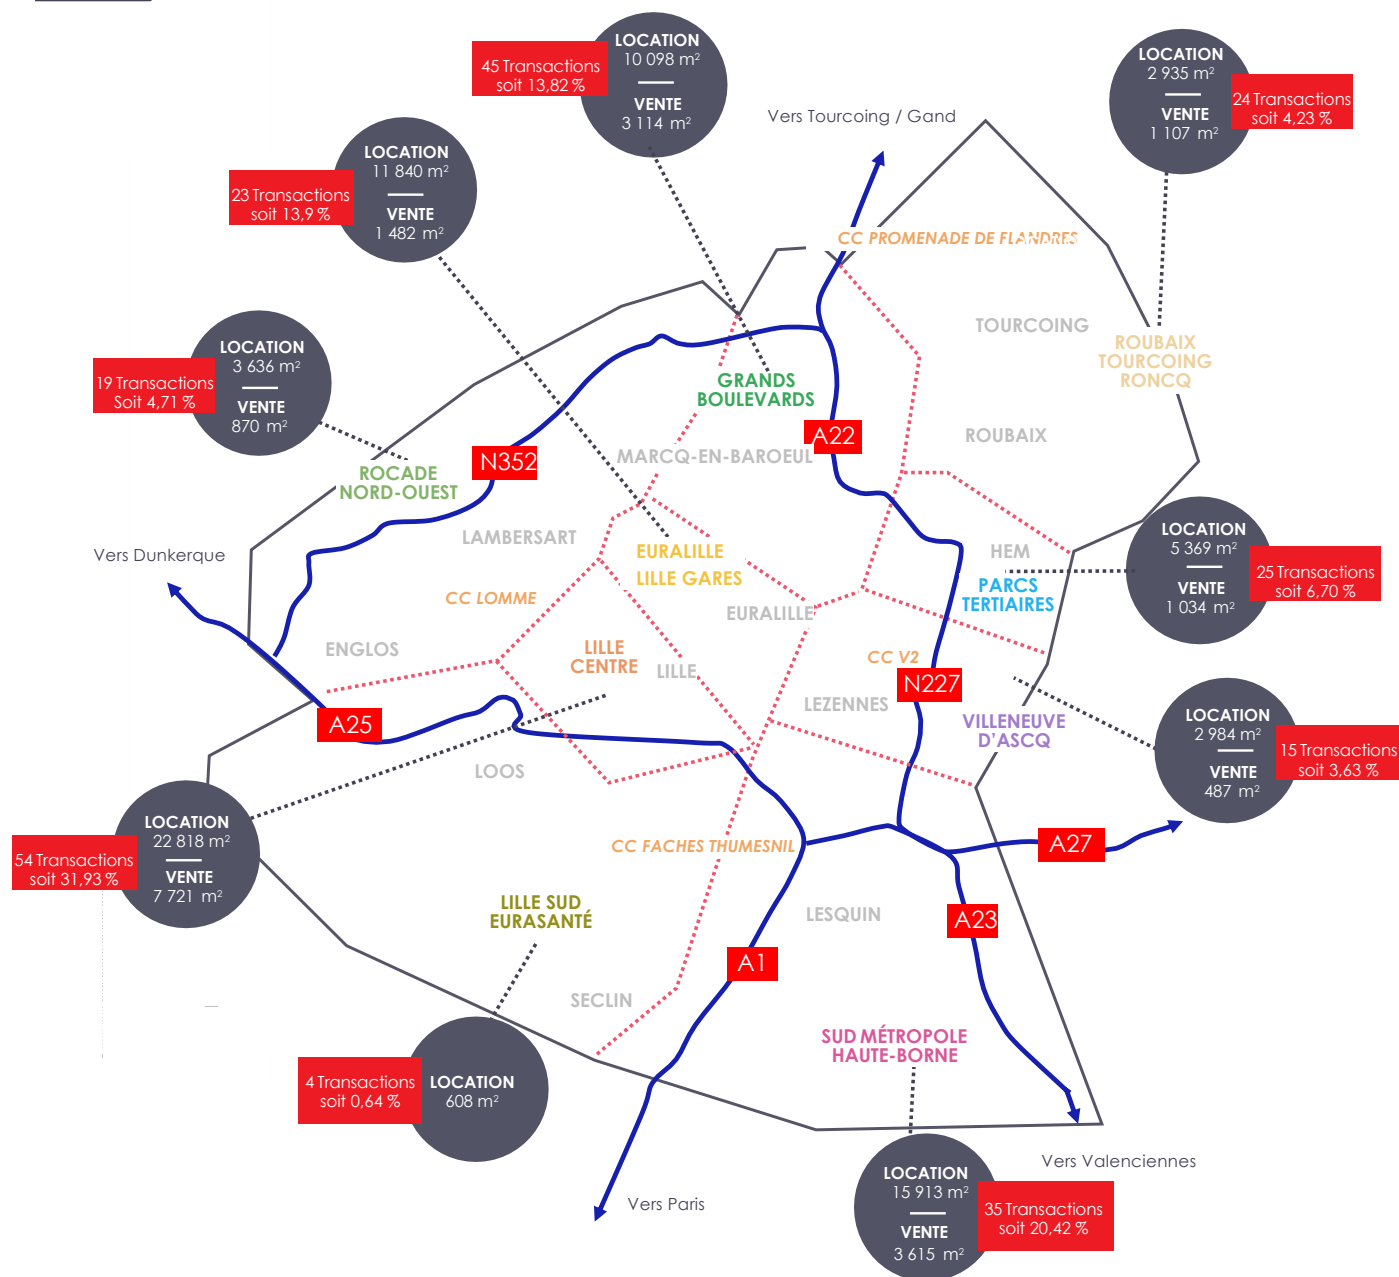 LOCATION
10 098 m²
VENTE
3 114 m²
45 Transactions
soit 13,82 %
LOCATION
2 935 m²
VENTE
1 107 m²
24 Transactions
soit 4,23 %
Vers Tourcoing / Gand
LOCATION
11 840 m²
VENTE
1 482 m²
23 Transactions
soit 13,9 %
CC PROMENADE DE FLANDRES
TOURCOING
ROUBAIX
TOURCOING
RONCQ
LOCATION
3 636 m²
VENTE
870 m²
19 Transactions
Soit 4,71 %
GRANDS
BOULEVARDS
A22
ROUBAIX
MARCQ-EN-BAROEUL
N352
ROCADE
NORD-OUEST
LAMBERSART
Vers Dunkerque
EURALILLE
LILLE GARES
HEM
PARCS
TERTIAIRES
LOCATION
5 369 m²
VENTE
1 034 m²
25 Transactions
soit 6,70 %
CC LOMME
EURALILLE
ENGLOS
LILLE
CENTRE
LILLE
CC V2
N227
LEZENNES
A25
VILLENEUVE
D'ASCQ
LOCATION
2 984 m²
VENTE
487 m²
15 Transactions
soit 3,63 %
LOOS
LOCATION
22 818 m²
VENTE
7 721 m²
54 Transactions
soit 31,93 %
CC FACHES THUMESNIL
A27
LILLE SUD
EURASANTÉ
LESQUIN
A23
A1
SECLIN
SUD MÉTROPOLE
HAUTE-BORNE
4 Transactions
soit 0,64 %
LOCATION
608 m²
Vers Valenciennes
Vers Paris
LOCATION
15 913 m²
VENTE
3 615 m²
35 Transactions
soit 20,42 %